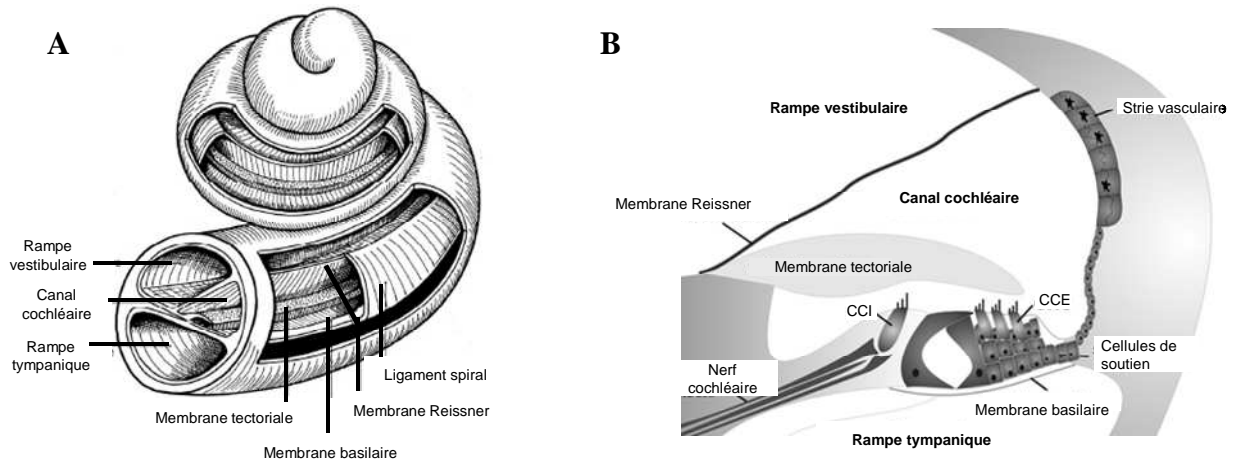 A
Rampe
vestibulaire
Canal
cochléaire
Rampe
tympanique
Ligament spiral
Membrane tectoriale
Membrane Reissner
Membrane basilaire
B
Rampe vestibulaire
Strie vasculaire
Canal cochléaire
Membrane Reissner
Membrane tectoriale
CCI
CCE
Cellules de
soutien
Nerf
cochléaire
Membrane basilaire
Rampe tympanique